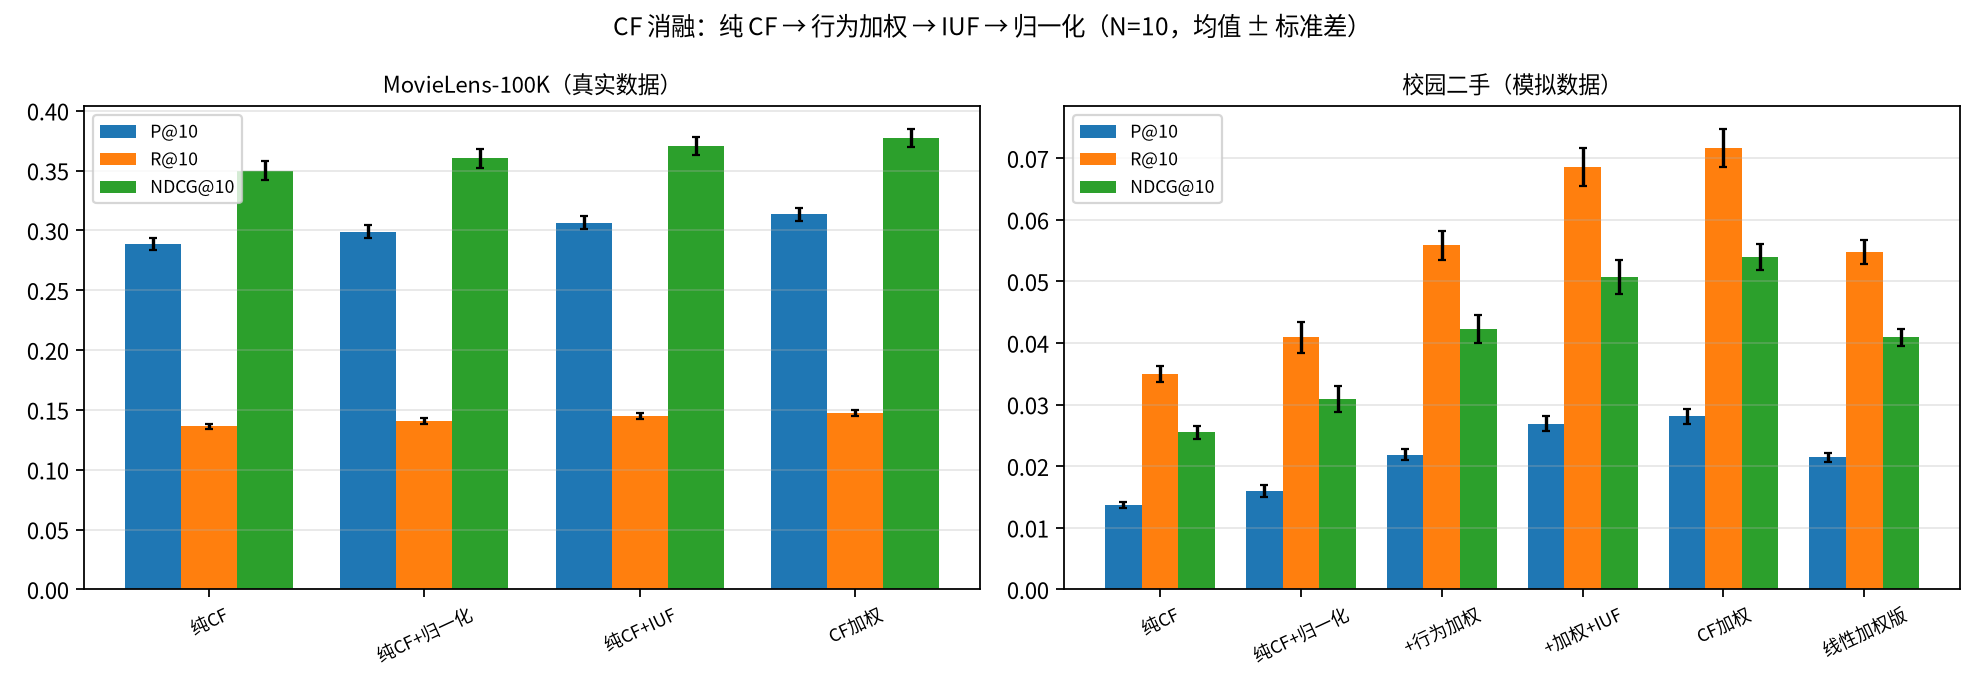 CF 消融：纯 CF → 行为加权 → IUF → 归一化（N=10，均值 ± 标准差）
MovieLens-100K（真实数据）
P@10
R@10
NDCG@10
0.40
0.35
0.30
0.25
0.20
0.15
0.10
0.05
0.00
纯CF
纯CF+归一化
纯CF+IUF
CF加权
校园二手（模拟数据）
P@10
R@10
NDCG@10
0.07
0.06
0.05
0.04
0.03
0.02
0.01
0.00
纯CF
纯CF+归一化
+行为加权
+加权+IUF
CF加权
线性加权版